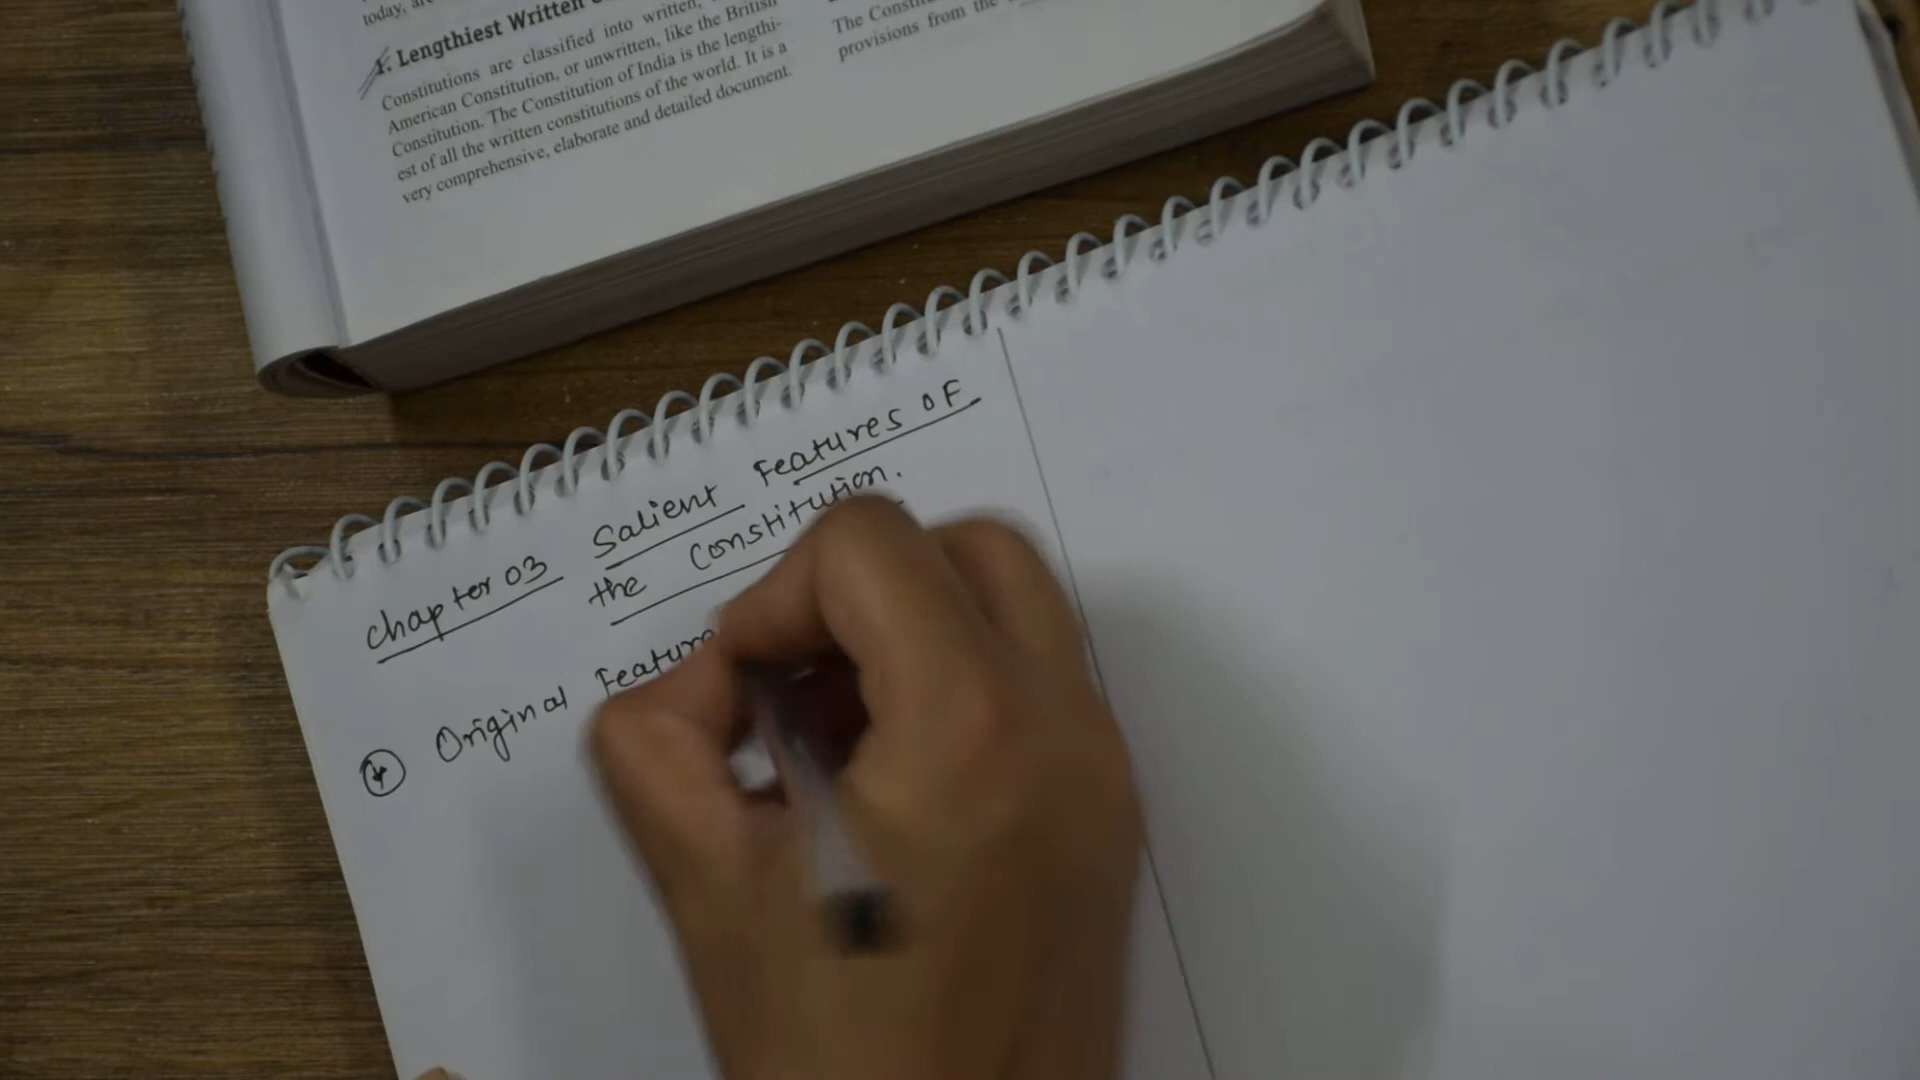 today,
1. Lengthiest Written
Constitutions are classified into written,
American Constitution, or unwritten, like the British
Constitution. The Constitution of India is the lengthi-
est of all the written constitutions of the world. It is a
very comprehensive, elaborate and detailed document.
The
provisions from the
Chapter 03 Salient Features OF
the Constitution.
Original Feature